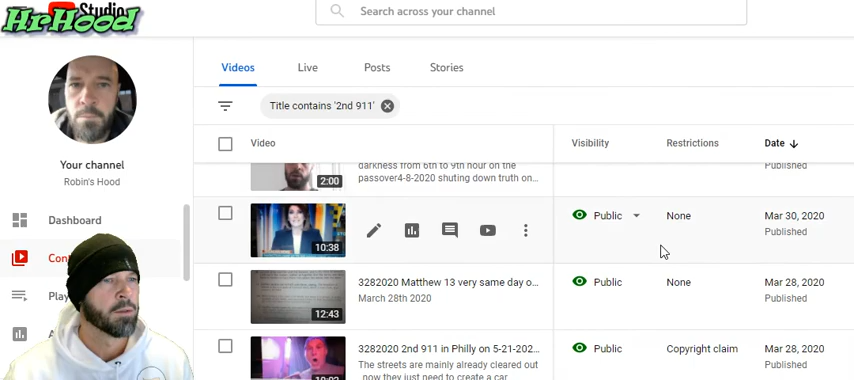 Studio
HrHood
Search across your channel
Your channel
Robin's Hood
Dashboard
Videos Live Posts Stories
Title contains '2nd 911'
Video Visibility Restrictions Date
darkness from 6th to 9th hour on the
passover4-8-2020 shutting down truth on...
2:00
Published
10:38
Public None Mar 30, 2020
Published
3282020 Matthew 13 very same day o...
March 28th 2020
12:43
Public None Mar 28, 2020
Published
3282020 2nd 911 in Philly on 5-21-202...
The streets are mainly already cleared out
now they just need to create a car
Public Copyright claim Mar 28, 2020
Published